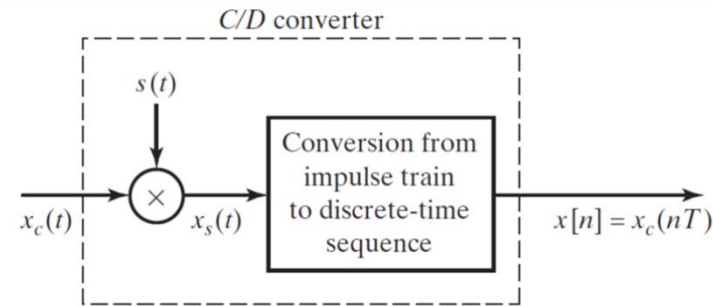 C/D converter
s(t)
×
Conversion from
impulse train
to discrete-time
sequence
x_c(t)
x_s(t)
x[n] = x_c(nT)